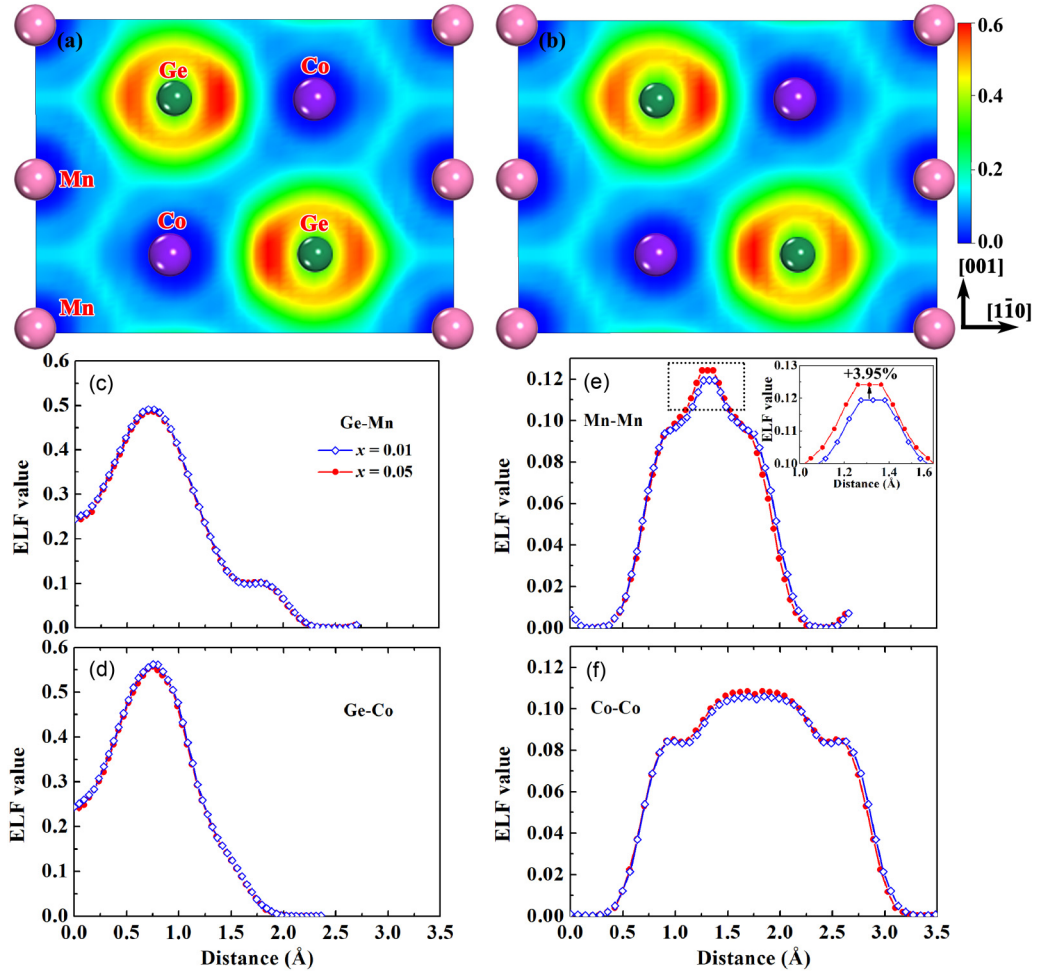 (a)
Ge
Co
Mn
Co
Ge
Mn
(b)
0.6
0.4
0.2
0.0
[001]
[11̄0]
(c)
Ge-Mn
x = 0.01
x = 0.05
ELF value
0.6
0.5
0.4
0.3
0.2
0.1
0.0
(e)
Mn-Mn
ELF value
0.12
0.10
0.08
0.06
0.04
0.02
0.00
0.0 0.5 1.0 1.5 2.0 2.5 3.0 3.5
+3.95%
ELF value
0.13
0.12
0.11
0.10
1.0 1.2 1.4 1.6
Distance (Å)
(d)
Ge-Co
ELF value
0.6
0.5
0.4
0.3
0.2
0.1
0.0
0.0 0.5 1.0 1.5 2.0 2.5 3.0 3.5
Distance (Å)
(f)
Co-Co
ELF value
0.12
0.10
0.08
0.06
0.04
0.02
0.00
0.0 0.5 1.0 1.5 2.0 2.5 3.0 3.5
Distance (Å)